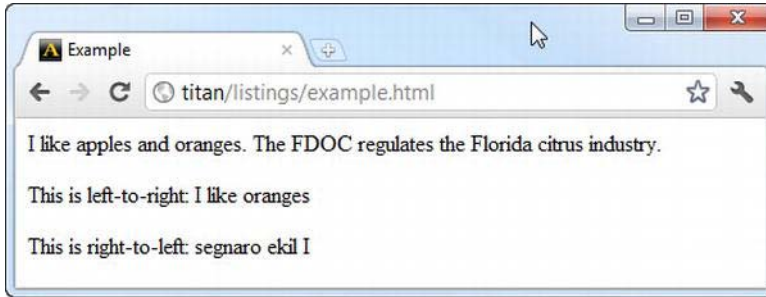 Example
titan/listings/example.html
I like apples and oranges. The FDOC regulates the Florida citrus industry.
This is left-to-right: I like oranges
This is right-to-left: segnaro ekil I